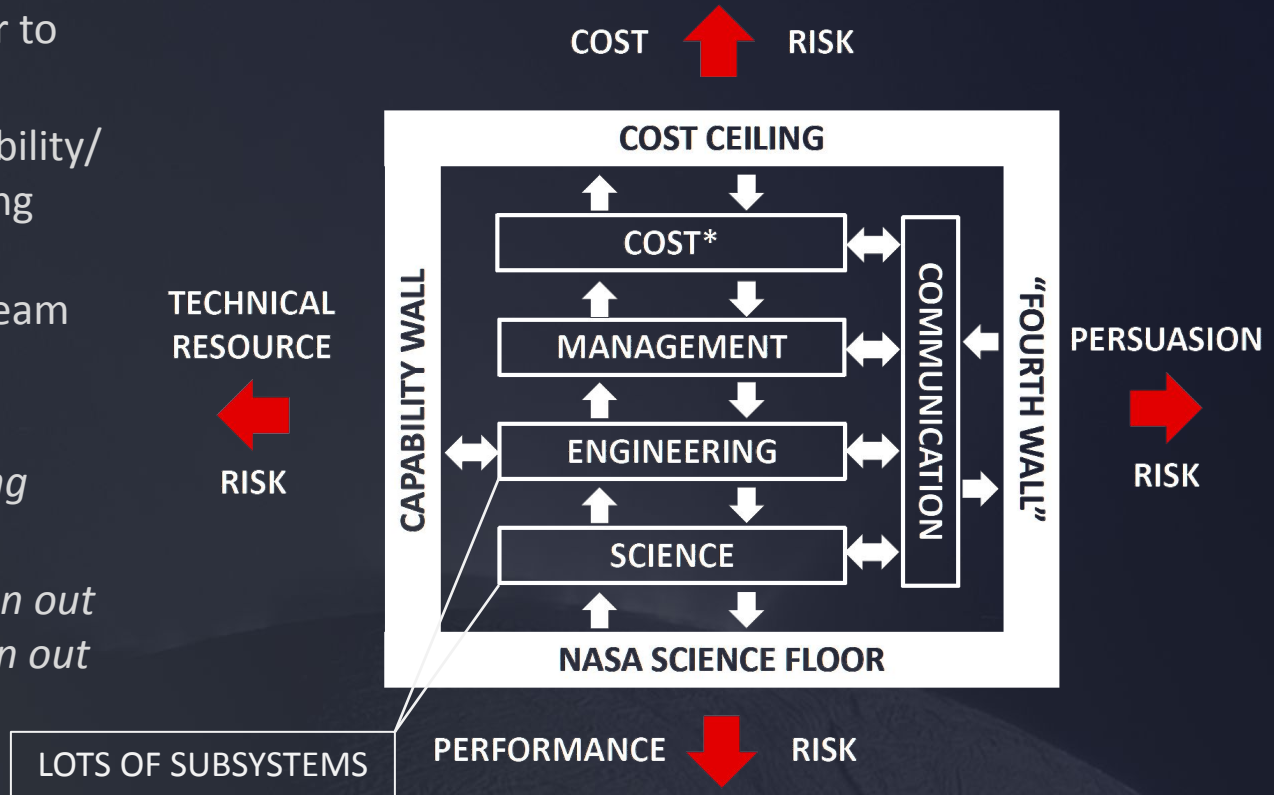 r to
bility/
ng
eam
ng
n out
n out
COST RISK
COST CEILING
COST*
MANAGEMENT
ENGINEERING
SCIENCE
NASA SCIENCE FLOOR
CAPABILITY WALL
COMMUNICATION
"FOURTH WALL"
TECHNICAL
RESOURCE
RISK
PERSUASION
RISK
PERFORMANCE RISK
LOTS OF SUBSYSTEMS